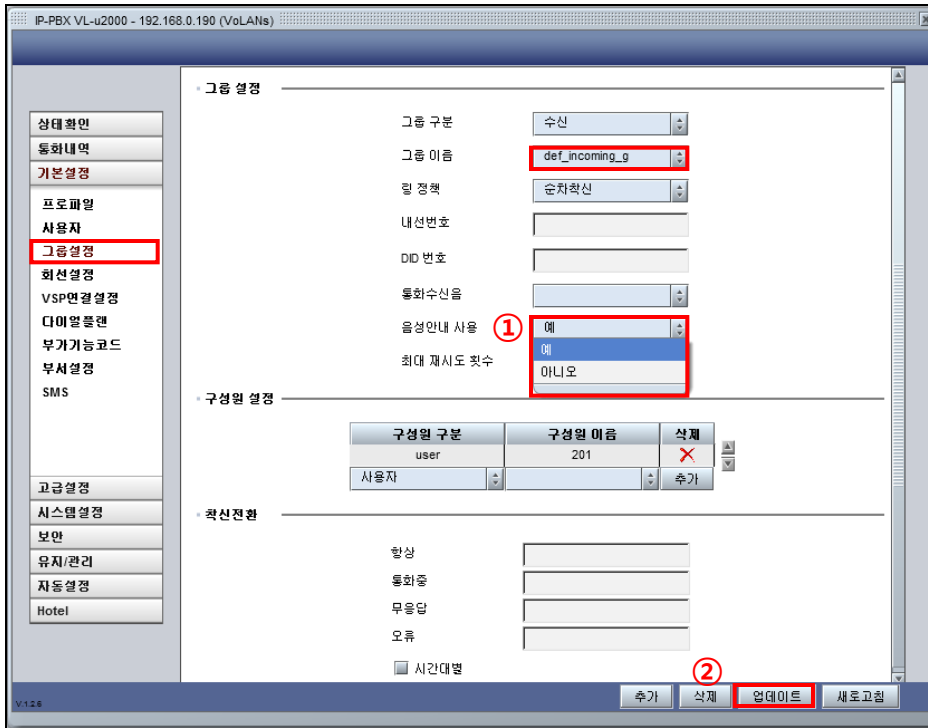 IP-PBX VL-u2000 - 192.168.0.190 (VoLANs)
상태확인
통화내역
기본설정
프로파일
사용자
그룹설정
회선설정
VSP연결설정
다이얼플랜
부가기능코드
부서설정
SMS
고급설정
시스템설정
보안
유지/관리
자동설정
Hotel
그룹 설정
그룹 구분 수신
그룹 이름 def_incoming_g
링 정책 순차착신
내선번호
DID 번호
통화수신음
음성안내 사용 ① 예
예
최대 재시도 횟수
아니오
구성원 설정
구성원 구분 구성원 이름 삭제
user 201
사용자 추가
착신전환
항상
통화중
무응답
오류
시간대별
②
추가 삭제 업데이트 새로고침
V.1.2.6